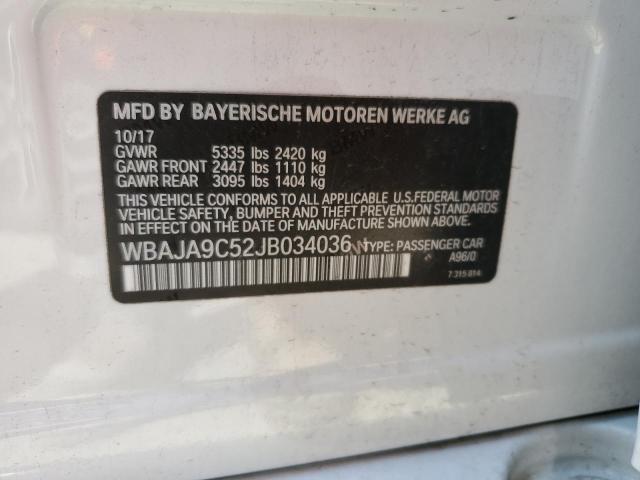 MFD BY BAYERISCHE MOTOREN WERKE AG
10/17
GVWR 5335 lbs 2420 kg
GAWR FRONT 2447 lbs 1110 kg
GAWR REAR 3095 lbs 1404 kg
THIS VEHICLE CONFORMS TO ALL APPLICABLE U.S.FEDERAL MOTOR
VEHICLE SAFETY, BUMPER AND THEFT PREVENTION STANDARDS IN
EFFECT ON THE DATE OF MANUFACTURE SHOWN ABOVE.
WBAJA9C52JB034036 TYPE: PASSENGER CAR
A96/0
7 315 814